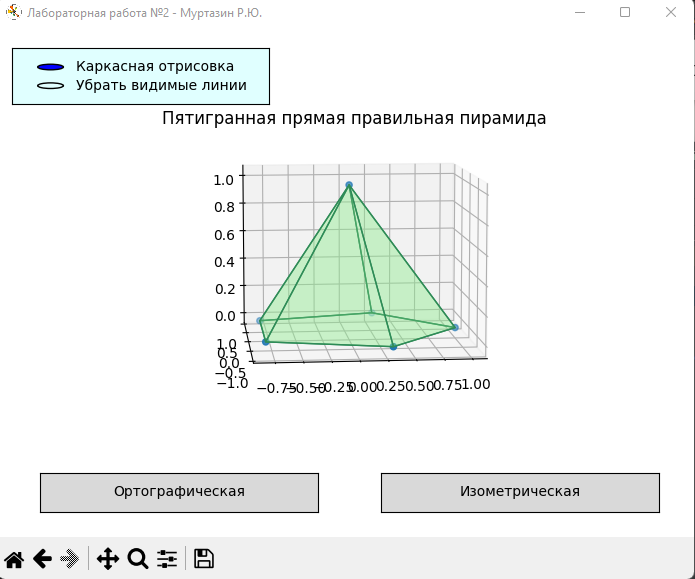 Лабораторная работа №2 - Муртазин Р.Ю.
Каркасная отрисовка
Убрать видимые линии
Пятигранная прямая правильная пирамида
1.0
0.8
0.6
0.4
0.2
0.0
1.0
0.5
0.0
−0.5
−1.0
−0.75 −0.50 −0.25 0.00 0.25 0.50 0.75 1.00
Ортографическая
Изометрическая